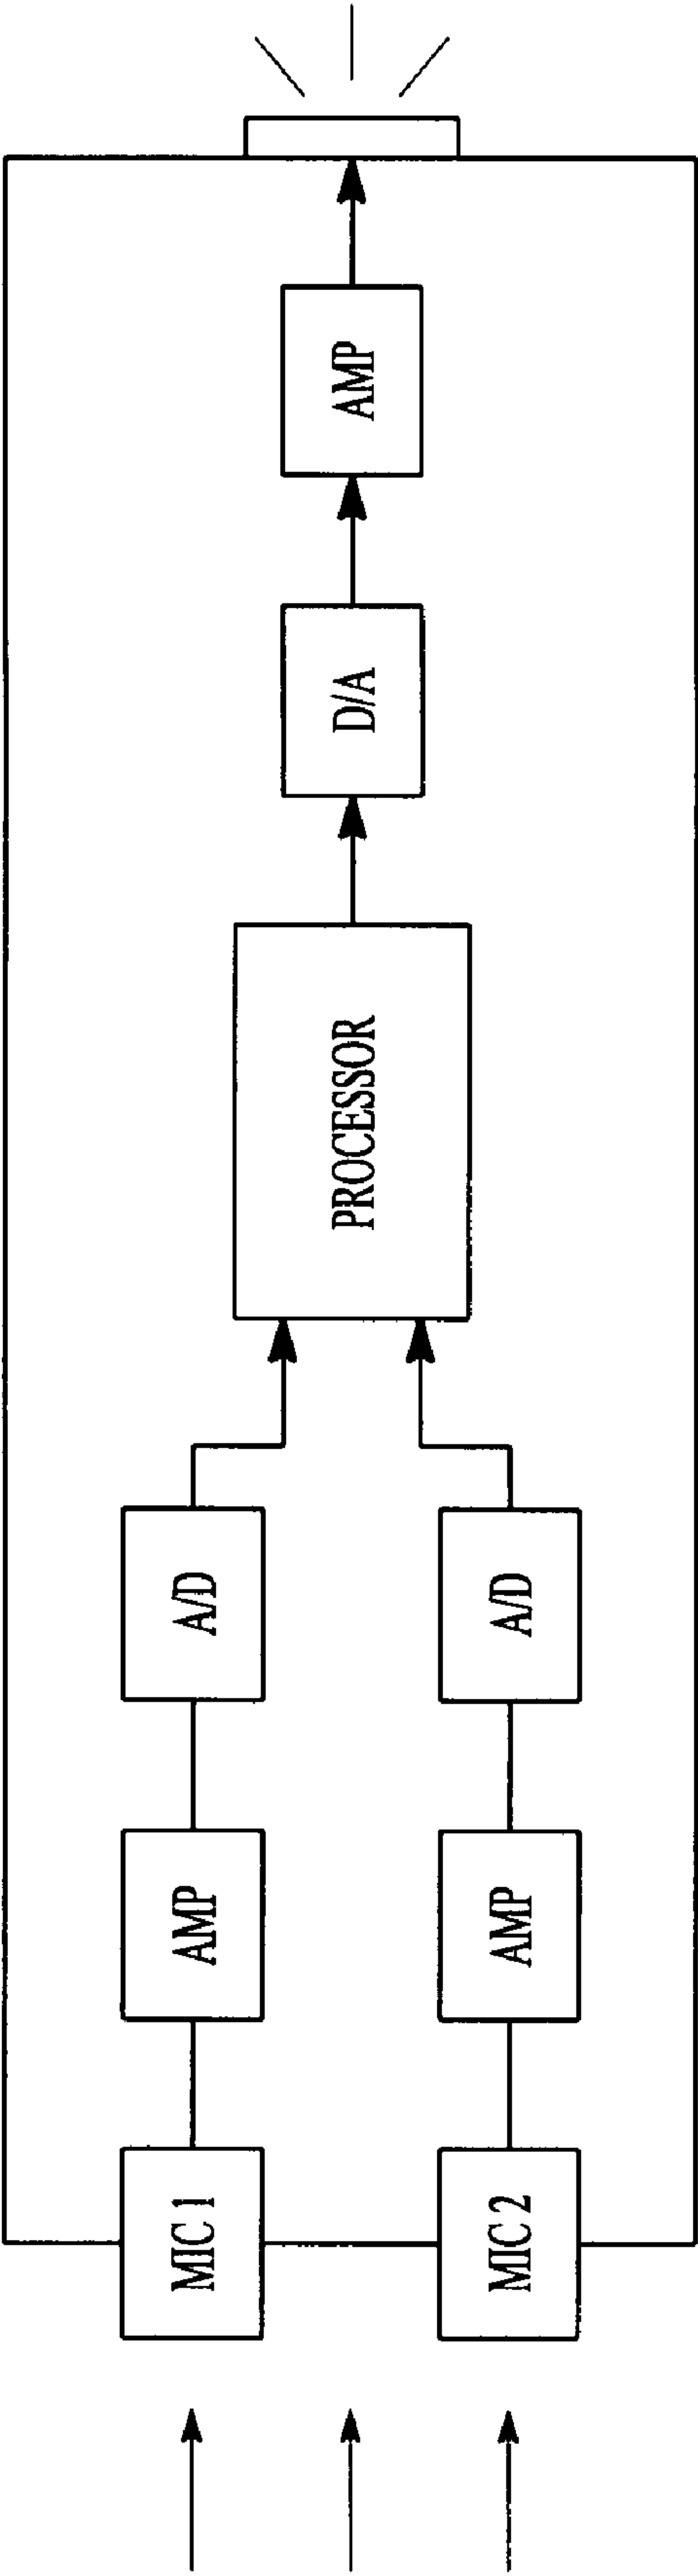 MIC 1
AMP
A/D
MIC 2
AMP
A/D
PROCESSOR
D/A
AMP